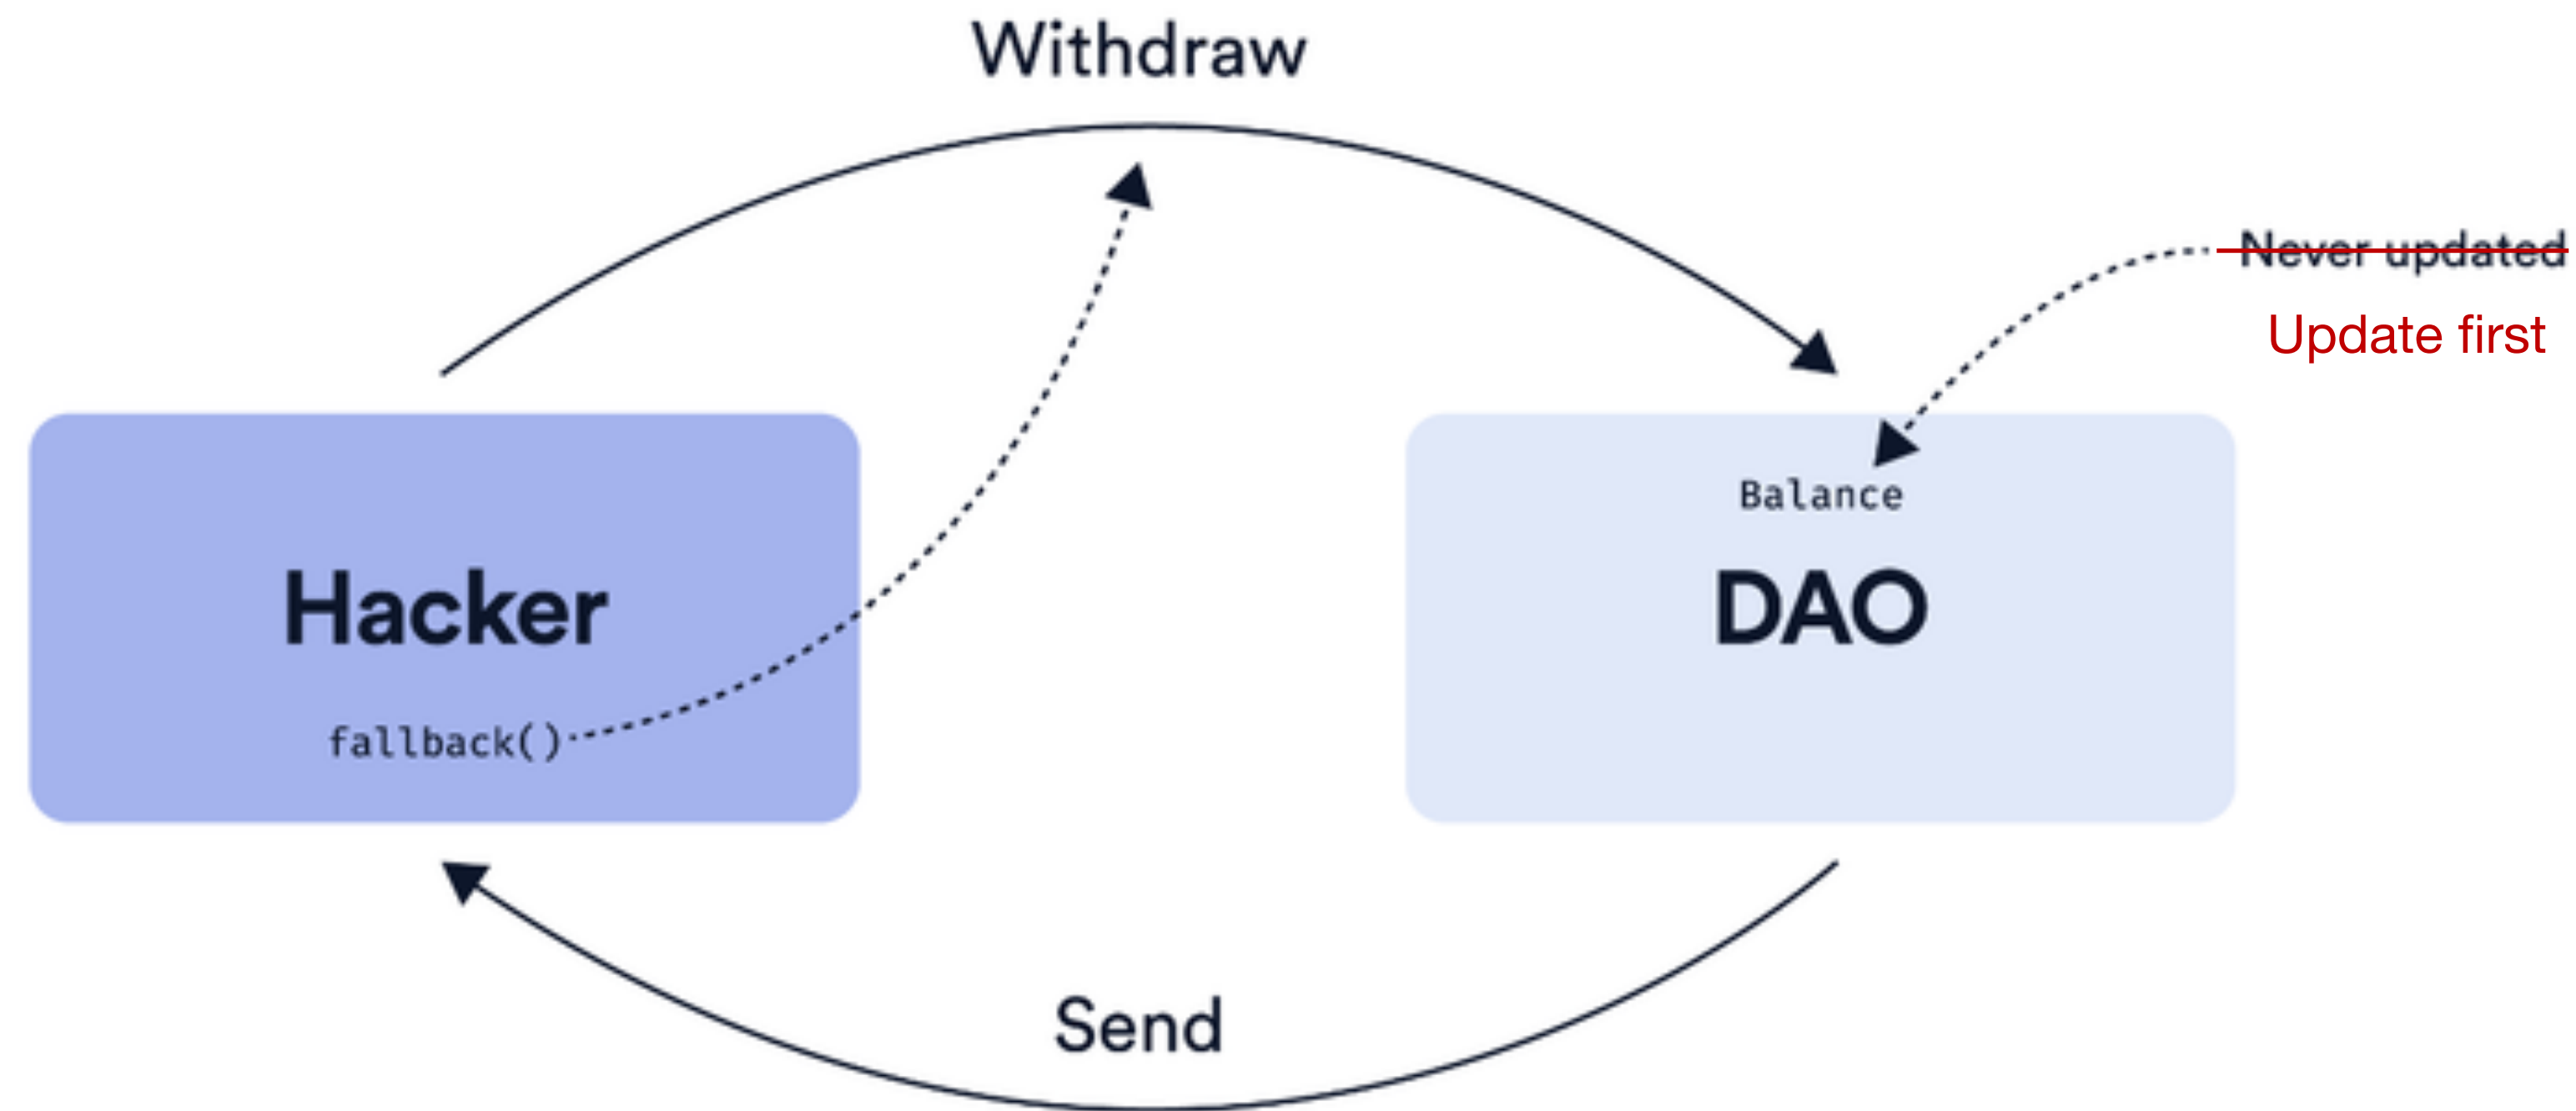 Withdraw
Never updated
Update first
Balance
Hacker
DAO
fallback()
Send